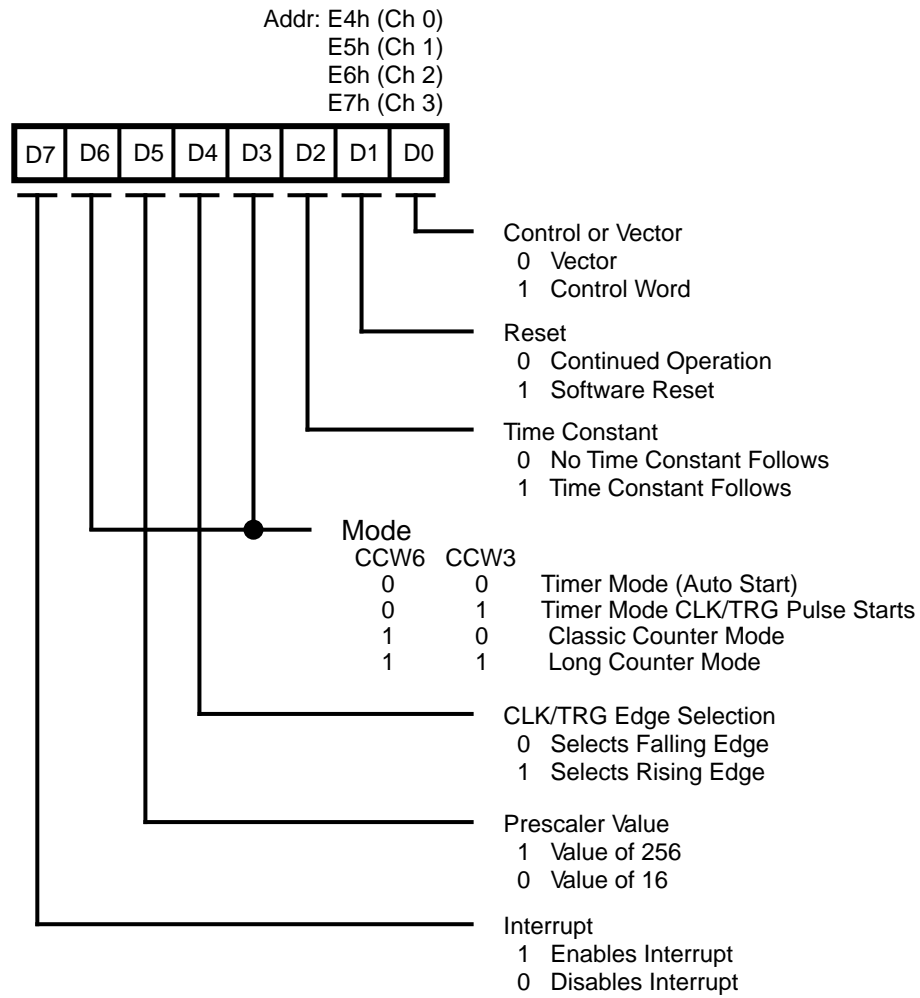 Addr: E4h (Ch 0)
E5h (Ch 1)
E6h (Ch 2)
E7h (Ch 3)
D7 D6 D5 D4 D3 D2 D1 D0
Control or Vector
0 Vector
1 Control Word
Reset
0 Continued Operation
1 Software Reset
Time Constant
0 No Time Constant Follows
1 Time Constant Follows
Mode
CCW6 CCW3
0 0 Timer Mode (Auto Start)
0 1 Timer Mode CLK/TRG Pulse Starts
1 0 Classic Counter Mode
1 1 Long Counter Mode
CLK/TRG Edge Selection
0 Selects Falling Edge
1 Selects Rising Edge
Prescaler Value
1 Value of 256
0 Value of 16
Interrupt
1 Enables Interrupt
0 Disables Interrupt